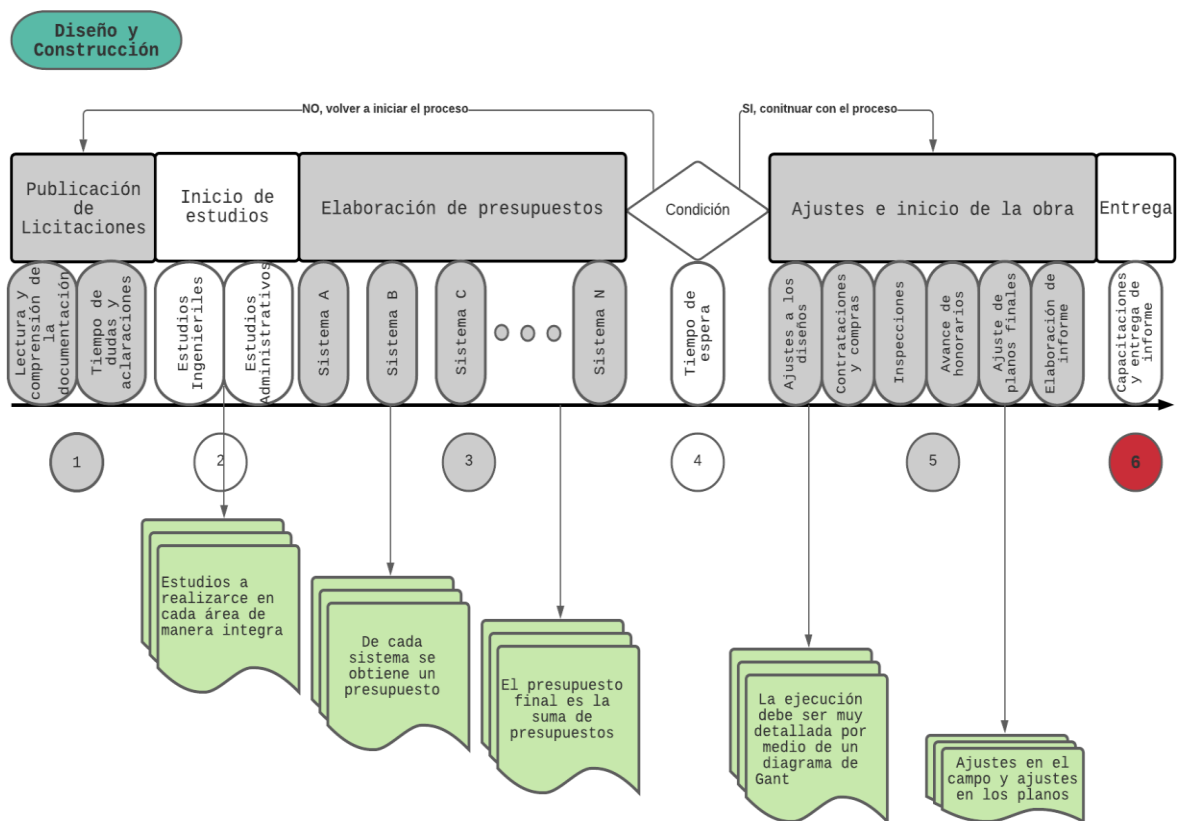 Diseño y
Construcción
NO, volver a iniciar el proceso
SI, conitnuar con el proceso
Publicación
de
Licitaciones
Inicio de
estudios
Elaboración de presupuestos
Condición
Ajustes e inicio de la obra
Entrega
Lectura y
comprensión de
la
documentación
Tiempo de
dudas y
aclaraciones
Estudios
Ingenieriles
Estudios
Administrativos
Sistema A
Sistema B
Sistema C
Sistema N
Tiempo de
espera
Ajustes a los
diseños
Contrataciones
y compras
Inspecciones
Avance de
honorarios
Ajuste de
planos finales
Elaboración de
informe
Capacitaciones
y entrega de
informe
1
2
3
4
5
6
Estudios a
realizarce en
cada área de
manera integra
De cada
sistema se
obtiene un
presupuesto
El presupuesto
final es la
suma de
presupuestos
La ejecución
debe ser muy
detallada por
medio de un
diagrama de
Gant
Ajustes en el
campo y ajustes
en los planos